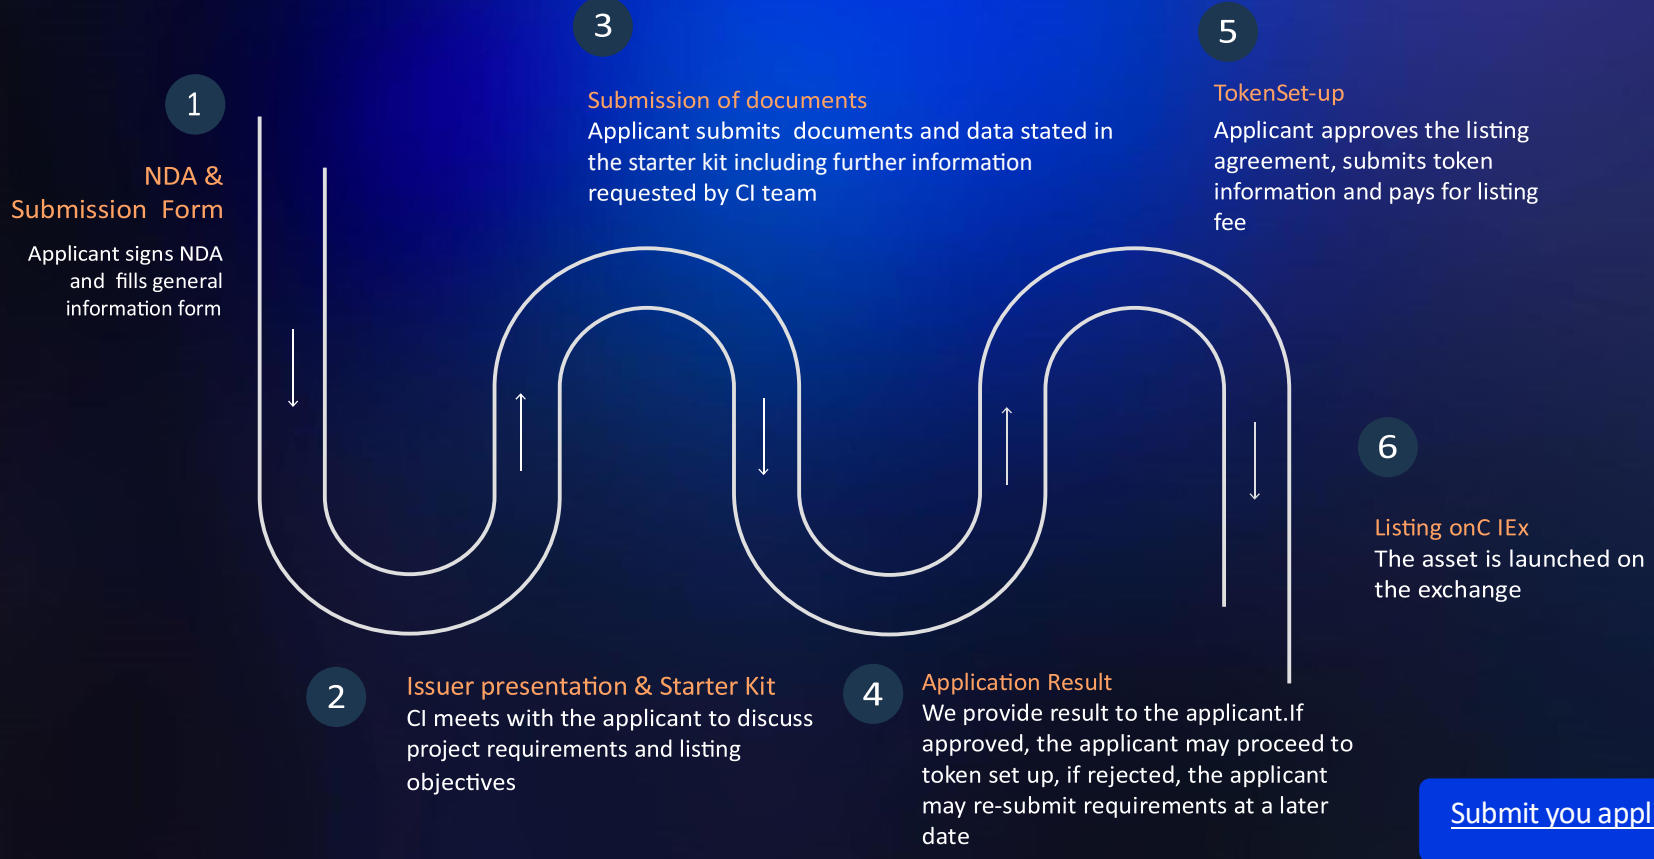 1
NDA &
Submission Form
Applicant signs NDA
and fills general
information form
2
Issuer presentation & Starter Kit
CI meets with the applicant to discuss
project requirements and listing
objectives
3
Submission of documents
Applicant submits documents and data stated in
the starter kit including further information
requested by CI team
4
Application Result
We provide result to the applicant.If
approved, the applicant may proceed to
token set up, if rejected, the applicant
may re-submit requirements at a later
date
5
TokenSet-up
Applicant approves the listing
agreement, submits token
information and pays for listing
fee
6
Listing onC IEx
The asset is launched on
the exchange
Submit you appl